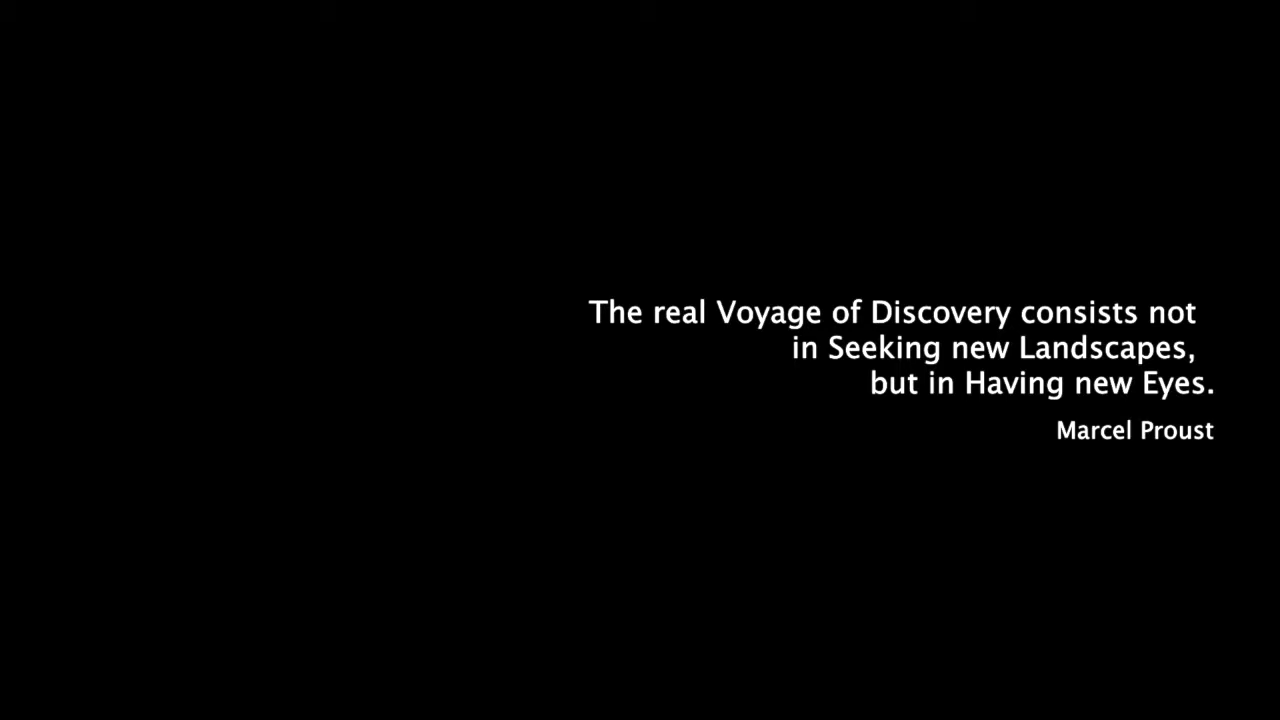 The real Voyage of Discovery consists not
in Seeking new Landscapes,
but in Having new Eyes.
Marcel Proust